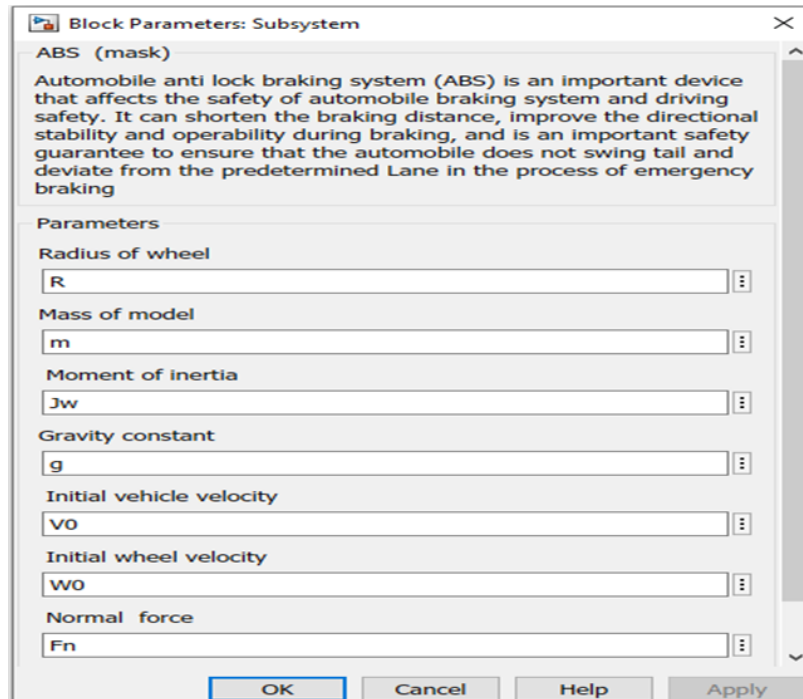 Block Parameters: Subsystem
ABS (mask)
Automobile anti lock braking system (ABS) is an important device
that affects the safety of automobile braking system and driving
safety. It can shorten the braking distance, improve the directional
stability and operability during braking, and is an important safety
guarantee to ensure that the automobile does not swing tail and
deviate from the predetermined Lane in the process of emergency
braking
Parameters
Radius of wheel
R
Mass of model
m
Moment of inertia
Jw
Gravity constant
g
Initial vehicle velocity
V0
Initial wheel velocity
W0
Normal force
Fn
OK Cancel Help Apply